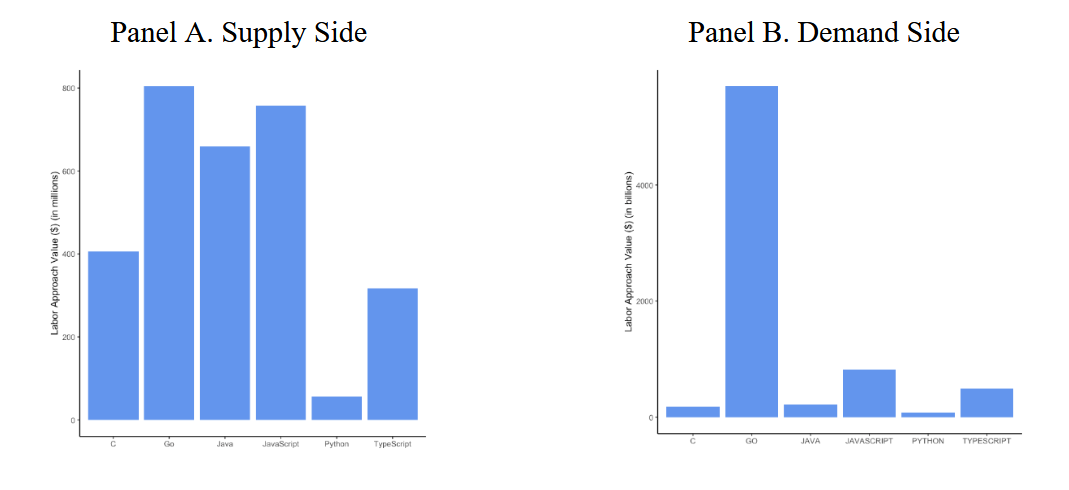 Panel A. Supply Side
Labor Approach Value ($) (in millions)
800
600
400
200
0
C Go Java JavaScript Python TypeScript
Panel B. Demand Side
Labor Approach Value ($) (in billions)
4000
2000
0
C GO JAVA JAVASCRIPT PYTHON TYPESCRIPT